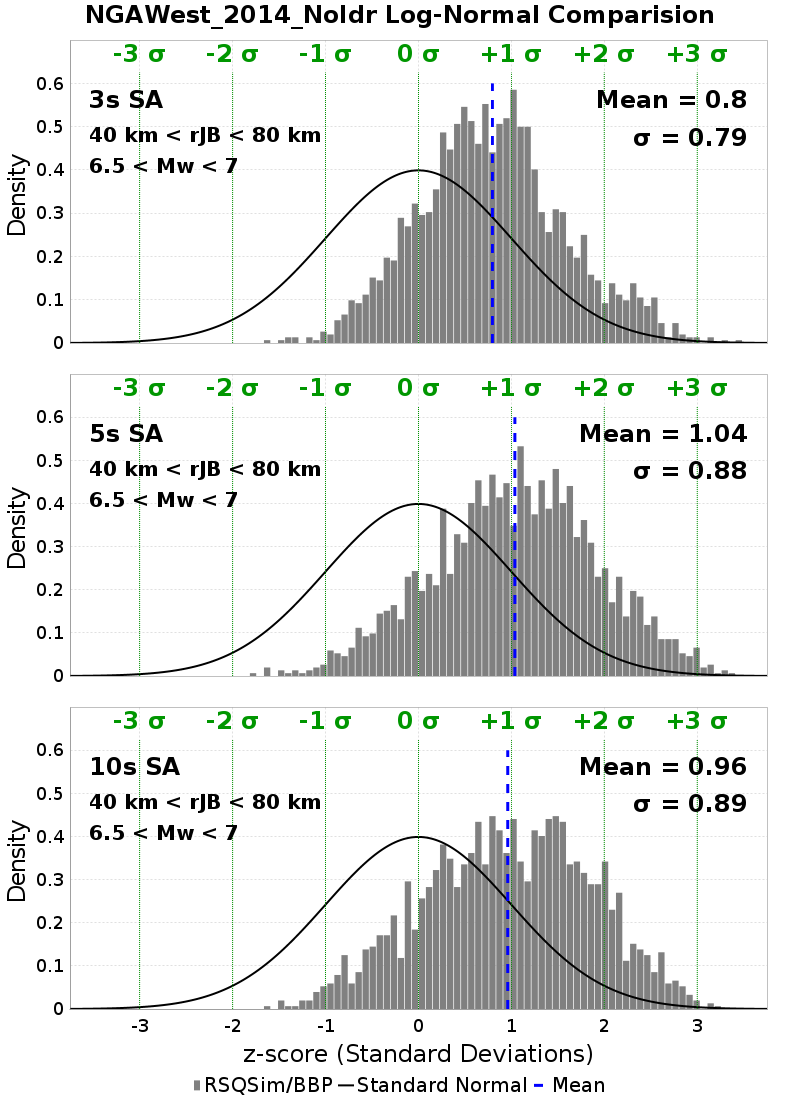 NGAWest_2014_NoIdr Log-Normal Comparision
-3 σ -2 σ -1 σ 0 σ +1 σ +2 σ +3 σ
0.6
3s SA
Mean = 0.8
0.5
40 km < rJB < 80 km
σ = 0.79
6.5 < Mw < 7
0.4
0.3
0.2
0.1
0
Density
-3 σ -2 σ -1 σ 0 σ +1 σ +2 σ +3 σ
0.6
5s SA
Mean = 1.04
0.5
40 km < rJB < 80 km
σ = 0.88
6.5 < Mw < 7
0.4
0.3
0.2
0.1
0
Density
-3 σ -2 σ -1 σ 0 σ +1 σ +2 σ +3 σ
0.6
10s SA
Mean = 0.96
0.5
40 km < rJB < 80 km
σ = 0.89
6.5 < Mw < 7
0.4
0.3
0.2
0.1
0
Density
-3 -2 -1 0 1 2 3
z-score (Standard Deviations)
RSQSim/BBP Standard Normal Mean